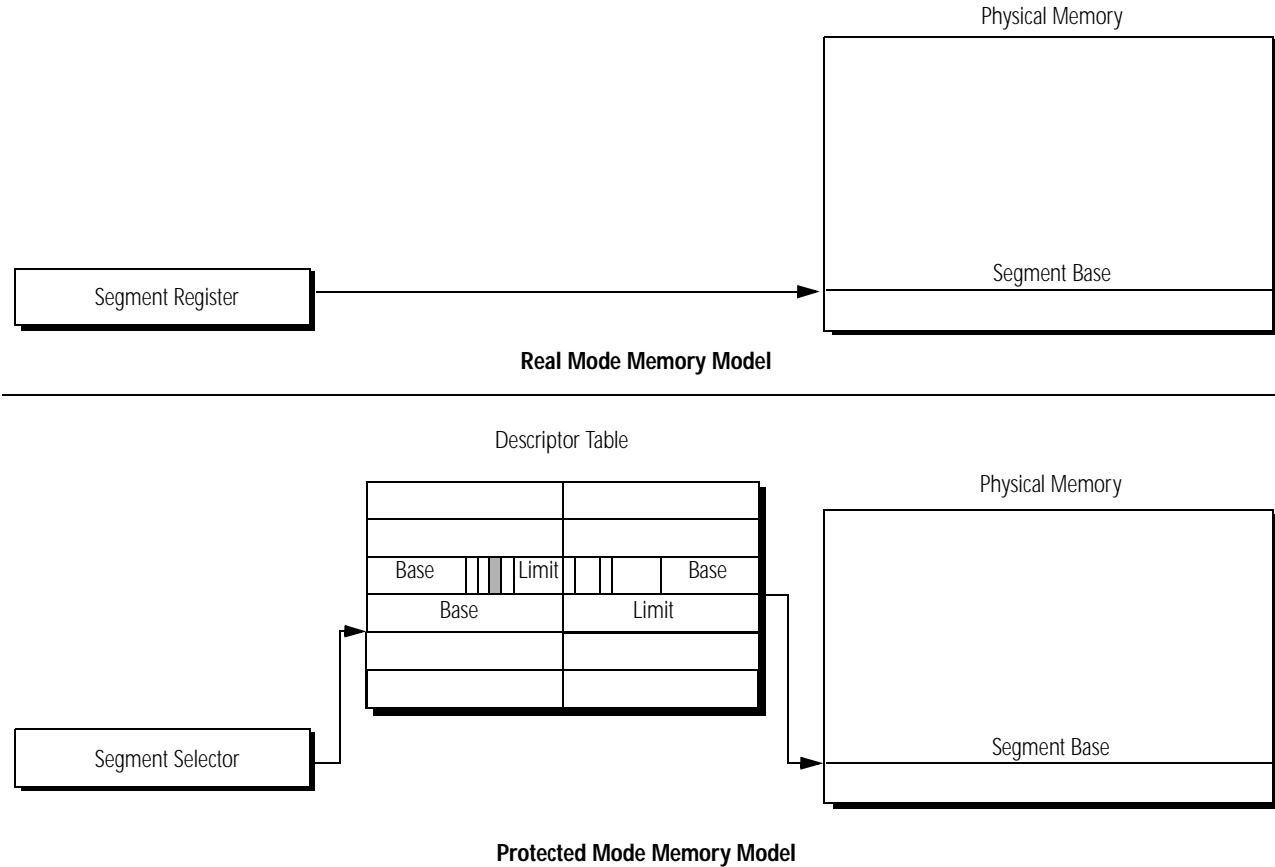 Physical Memory
Segment Base
Segment Register
Real Mode Memory Model
Descriptor Table
Physical Memory
Base Limit Base
Base Limit
Segment Base
Segment Selector
Protected Mode Memory Model